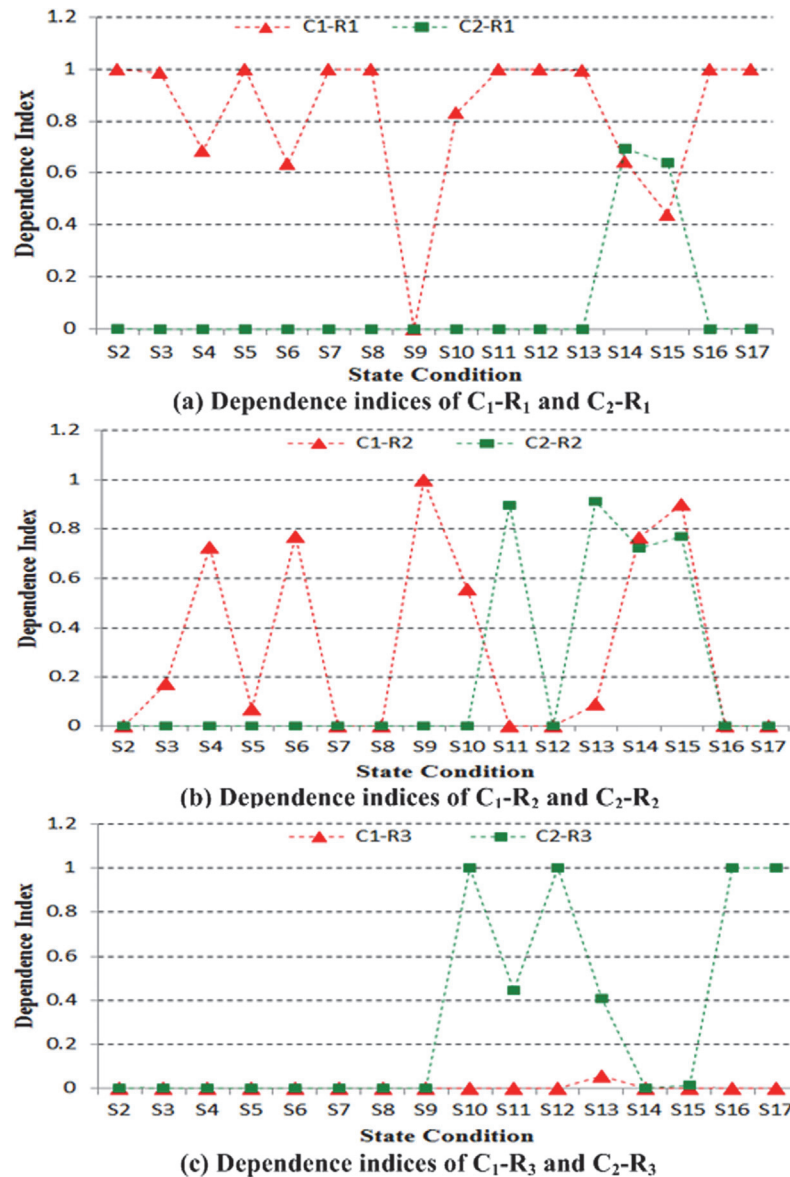 1.2
C1-R1 C2-R1
1
0.8
0.6
0.4
0.2
0
Dependence Index
S2 S3 S4 S5 S6 S7 S8 S9 S10 S11 S12 S13 S14 S15 S16 S17
State Condition
(a) Dependence indices of C₁-R₁ and C₂-R₁
1.2
C1-R2 C2-R2
1
0.8
0.6
0.4
0.2
0
Dependence Index
S2 S3 S4 S5 S6 S7 S8 S9 S10 S11 S12 S13 S14 S15 S16 S17
State Condition
(b) Dependence indices of C₁-R₂ and C₂-R₂
1.2
C1-R3 C2-R3
1
0.8
0.6
0.4
0.2
0
Dependence Index
S2 S3 S4 S5 S6 S7 S8 S9 S10 S11 S12 S13 S14 S15 S16 S17
State Condition
(c) Dependence indices of C₁-R₃ and C₂-R₃